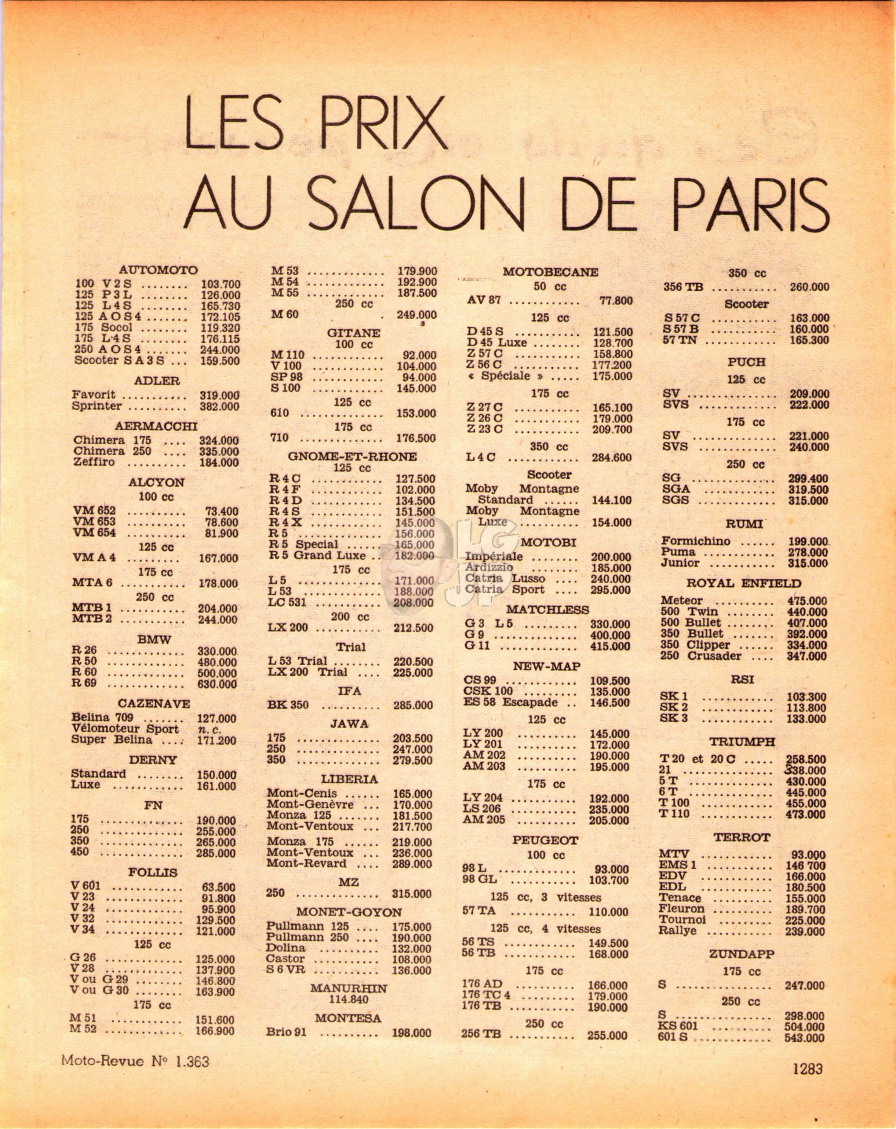 LES PRIX
AU SALON DE PARIS
AUTOMOTO
100 V 2 S ........ 103.700
125 P 3 L ........ 126.000
125 L 4 S ........ 165.730
125 A O S 4 ....... 172.105
175 Socol ........ 119.320
175 L 4 S ........ 176.115
250 A O S 4 ....... 244.000
Scooter S A 3 S ... 159.500
ADLER
Favorit ............ 319.000
Sprinter ........... 382.000
AERMACCHI
Chimera 175 .... 324.000
Chimera 250 .... 335.000
Zeffiro ........... 184.000
ALCYON
100 cc
VM 652 ........... 73.400
VM 653 ........... 78.600
VM 654 ........... 81.900
125 cc
VM A 4 ........... 167.000
175 cc
MTA 6 ............ 178.000
250 cc
MTB 1 ............ 204.000
MTB 2 ............ 244.000
BMW
R 26 .............. 330.000
R 50 .............. 480.000
R 60 .............. 500.000
R 69 .............. 630.000
CAZENAVE
Belina 709 ....... 127.000
Vélomoteur Sport n. c.
Super Belina .... 171.200
DERNY
Standard ........ 150.000
Luxe ............. 161.000
FN
175 ............... 190.000
250 ............... 255.000
350 ............... 265.000
450 ............... 285.000
FOLLIS
V 601 ............ 63.500
V 23 .............. 91.800
V 24 .............. 95.900
V 32 .............. 129.500
V 34 .............. 121.000
125 cc
G 26 .............. 125.000
V 28 .............. 137.900
V ou G 29 ........ 146.800
V ou G 30 ........ 163.900
175 cc
M 51 ............. 151.600
M 52 ............. 166.900
M 53 ............. 179.900
M 54 ............. 192.900
M 55 ............. 187.500
250 cc
M 60 . 249.000
GITANE
100 cc
M 110 ............ 92.000
V 100 ............ 104.000
SP 98 ............ 94.000
S 100 ............ 145.000
125 cc
610 ............... 153.000
175 cc
710 ............... 176.500
GNOME-ET-RHONE
125 cc
R 4 C ............. 127.500
R 4 F ............. 102.000
R 4 D ............. 134.500
R 4 S ............. 151.500
R 4 X ............. 145.000
R 5 ............... 156.000
R 5 Special ....... 165.000
R 5 Grand Luxe .. 182.000
175 cc
L 5 ............... 171.000
L 53 .............. 188.000
LC 531 ........... 208.000
200 cc
LX 200 ........... 212.500
Trial
L 53 Trial ........ 220.500
LX 200 Trial .... 225.000
IFA
BK 350 ........... 285.000
JAWA
175 ............... 203.500
250 ............... 247.000
350 ............... 279.500
LIBERIA
Mont-Cenis ...... 165.000
Mont-Genèvre ... 170.000
Monza 125 ....... 181.500
Mont-Ventoux ... 217.700
Monza 175 ....... 219.000
Mont-Ventoux ... 236.000
Mont-Revard .... 289.000
MZ
250 ............... 315.000
MONET-GOYON
Pullmann 125 .... 175.000
Pullmann 250 .... 190.000
Dolina ........... 132.000
Castor ........... 108.000
S 6 VR ........... 136.000
MANURHIN
114.840
MONTESA
Brio 91 ........... 198.000
MOTOBECANE
50 cc
AV 87 ............ 77.800
125 cc
D 45 S ............ 121.500
D 45 Luxe ........ 128.700
Z 57 C ............ 158.800
Z 56 C ............ 177.200
« Spéciale » ..... 175.000
175 cc
Z 27 C ............ 165.100
Z 26 C ............ 179.000
Z 23 C ............ 209.700
350 cc
L 4 C ............. 284.600
Scooter
Moby Montagne
Standard ....... 144.100
Moby Montagne
Luxe .......... 154.000
MOTOBI
Impériale ........ 200.000
Ardizzio ......... 185.000
Catria Lusso .... 240.000
Catria Sport .... 295.000
MATCHLESS
G 3 L 5 .......... 330.000
G 9 ............... 400.000
G 11 .............. 415.000
NEW-MAP
CS 99 ............ 109.500
CSK 100 ......... 135.000
ES 58 Escapade .. 146.500
125 cc
LY 200 ........... 145.000
LY 201 ........... 172.000
AM 202 ........... 190.000
AM 203 ........... 195.000
175 cc
LY 204 ........... 192.000
LS 206 ........... 235.000
AM 205 ........... 205.000
PEUGEOT
100 cc
98 L .............. 93.000
98 GL ............ 103.700
125 cc, 3 vitesses
57 TA ............ 110.000
125 cc, 4 vitesses
56 TS ............ 149.500
56 TB ............ 168.000
175 cc
176 AD ........... 166.000
176 TC 4 ......... 179.000
176 TB ........... 190.000
250 cc
256 TB ........... 255.000
350 cc
356 TB ........... 260.000
Scooter
S 57 C ............ 163.000
S 57 B ............ 160.000
57 TN ............ 165.300
PUCH
125 cc
SV ................ 209.000
SVS .............. 222.000
175 cc
SV ................ 221.000
SVS .............. 240.000
250 cc
SG ................ 299.400
SGA .............. 319.500
SGS .............. 315.000
RUMI
Formichino ...... 199.000
Puma ............ 278.000
Junior ........... 315.000
ROYAL ENFIELD
Meteor ........... 475.000
500 Twin ........ 440.000
500 Bullet ....... 407.000
350 Bullet ....... 392.000
350 Clipper ...... 334.000
250 Crusader .... 347.000
RSI
SK 1 ............. 103.300
SK 2 ............. 113.800
SK 3 ............. 133.000
TRIUMPH
T 20 et 20 C ..... 258.500
21 ................ 338.000
5 T ............... 430.000
6 T ............... 445.000
T 100 ............ 455.000
T 110 ............ 473.000
TERROT
MTV ............. 93.000
EMS 1 ............ 146 700
EDV .............. 166.000
EDL .............. 180.500
Tenace ........... 155.000
Fleuron .......... 189.700
Tournoi .......... 225.000
Rallye ........... 239.000
ZUNDAPP
175 cc
S ................. 247.000
250 cc
S ................. 298.000
KS 601 ........... 504.000
601 S ............. 543.000
Moto-Revue Nº 1.363
1283